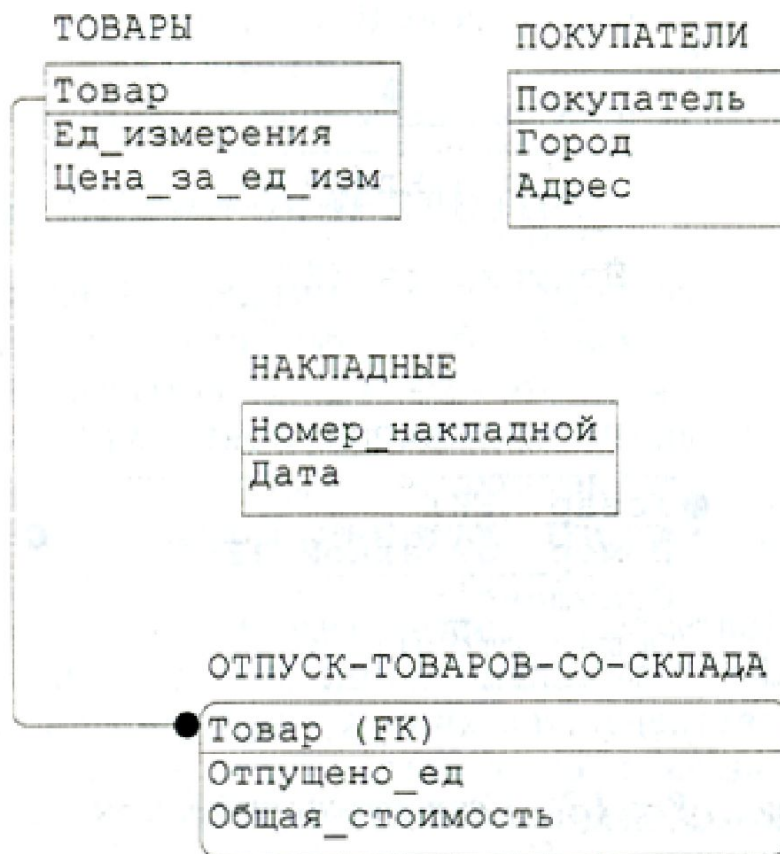 ТОВАРЫ
Товар
Ед_измерения
Цена_за_ед_изм
ПОКУПАТЕЛИ
Покупатель
Город
Адрес
НАКЛАДНЫЕ
Номер_накладной
Дата
ОТПУСК-ТОВАРОВ-СО-СКЛАДА
Товар (FK)
Отпущено_ед
Общая_стоимость